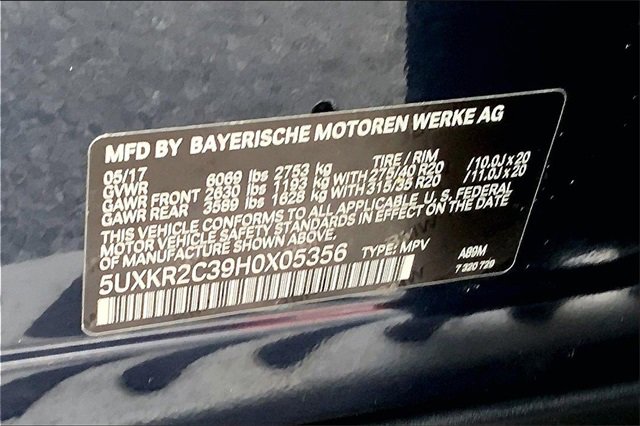 MFD BY BAYERISCHE MOTOREN WERKE AG
05/17 TIRE / RIM
GVWR 6069 lbs 2753 kg
GAWR FRONT 2630 lbs 1193 kg WITH 275/40 R20 /10.0J x 20
GAWR REAR 3589 lbs 1628 kg WITH 315/35 R20 /11.0J x 20
THIS VEHICLE CONFORMS TO ALL APPLICABLE U. S. FEDERAL
MOTOR VEHICLE SAFETY STANDARDS IN EFFECT ON THE DATE
OF MANUFACTURE SHOWN ABOVE.
5UXKR2C39H0X05356 TYPE: MPV A89M
7 320 729